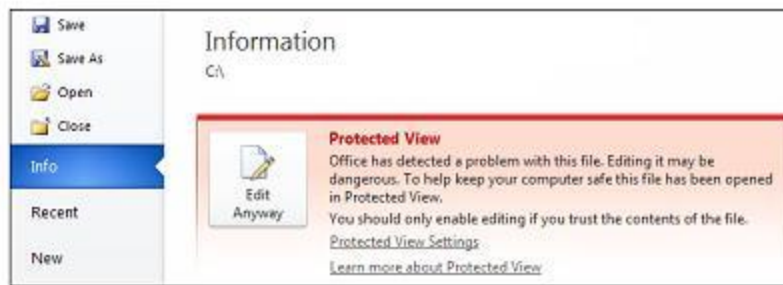 Save
Save As
Open
Close
Info
Recent
New
Information
C:\
Edit
Anyway
Protected View
Office has detected a problem with this file. Editing it may be
dangerous. To help keep your computer safe this file has been opened
in Protected View.
You should only enable editing if you trust the contents of the file.
Protected View Settings
Learn more about Protected View